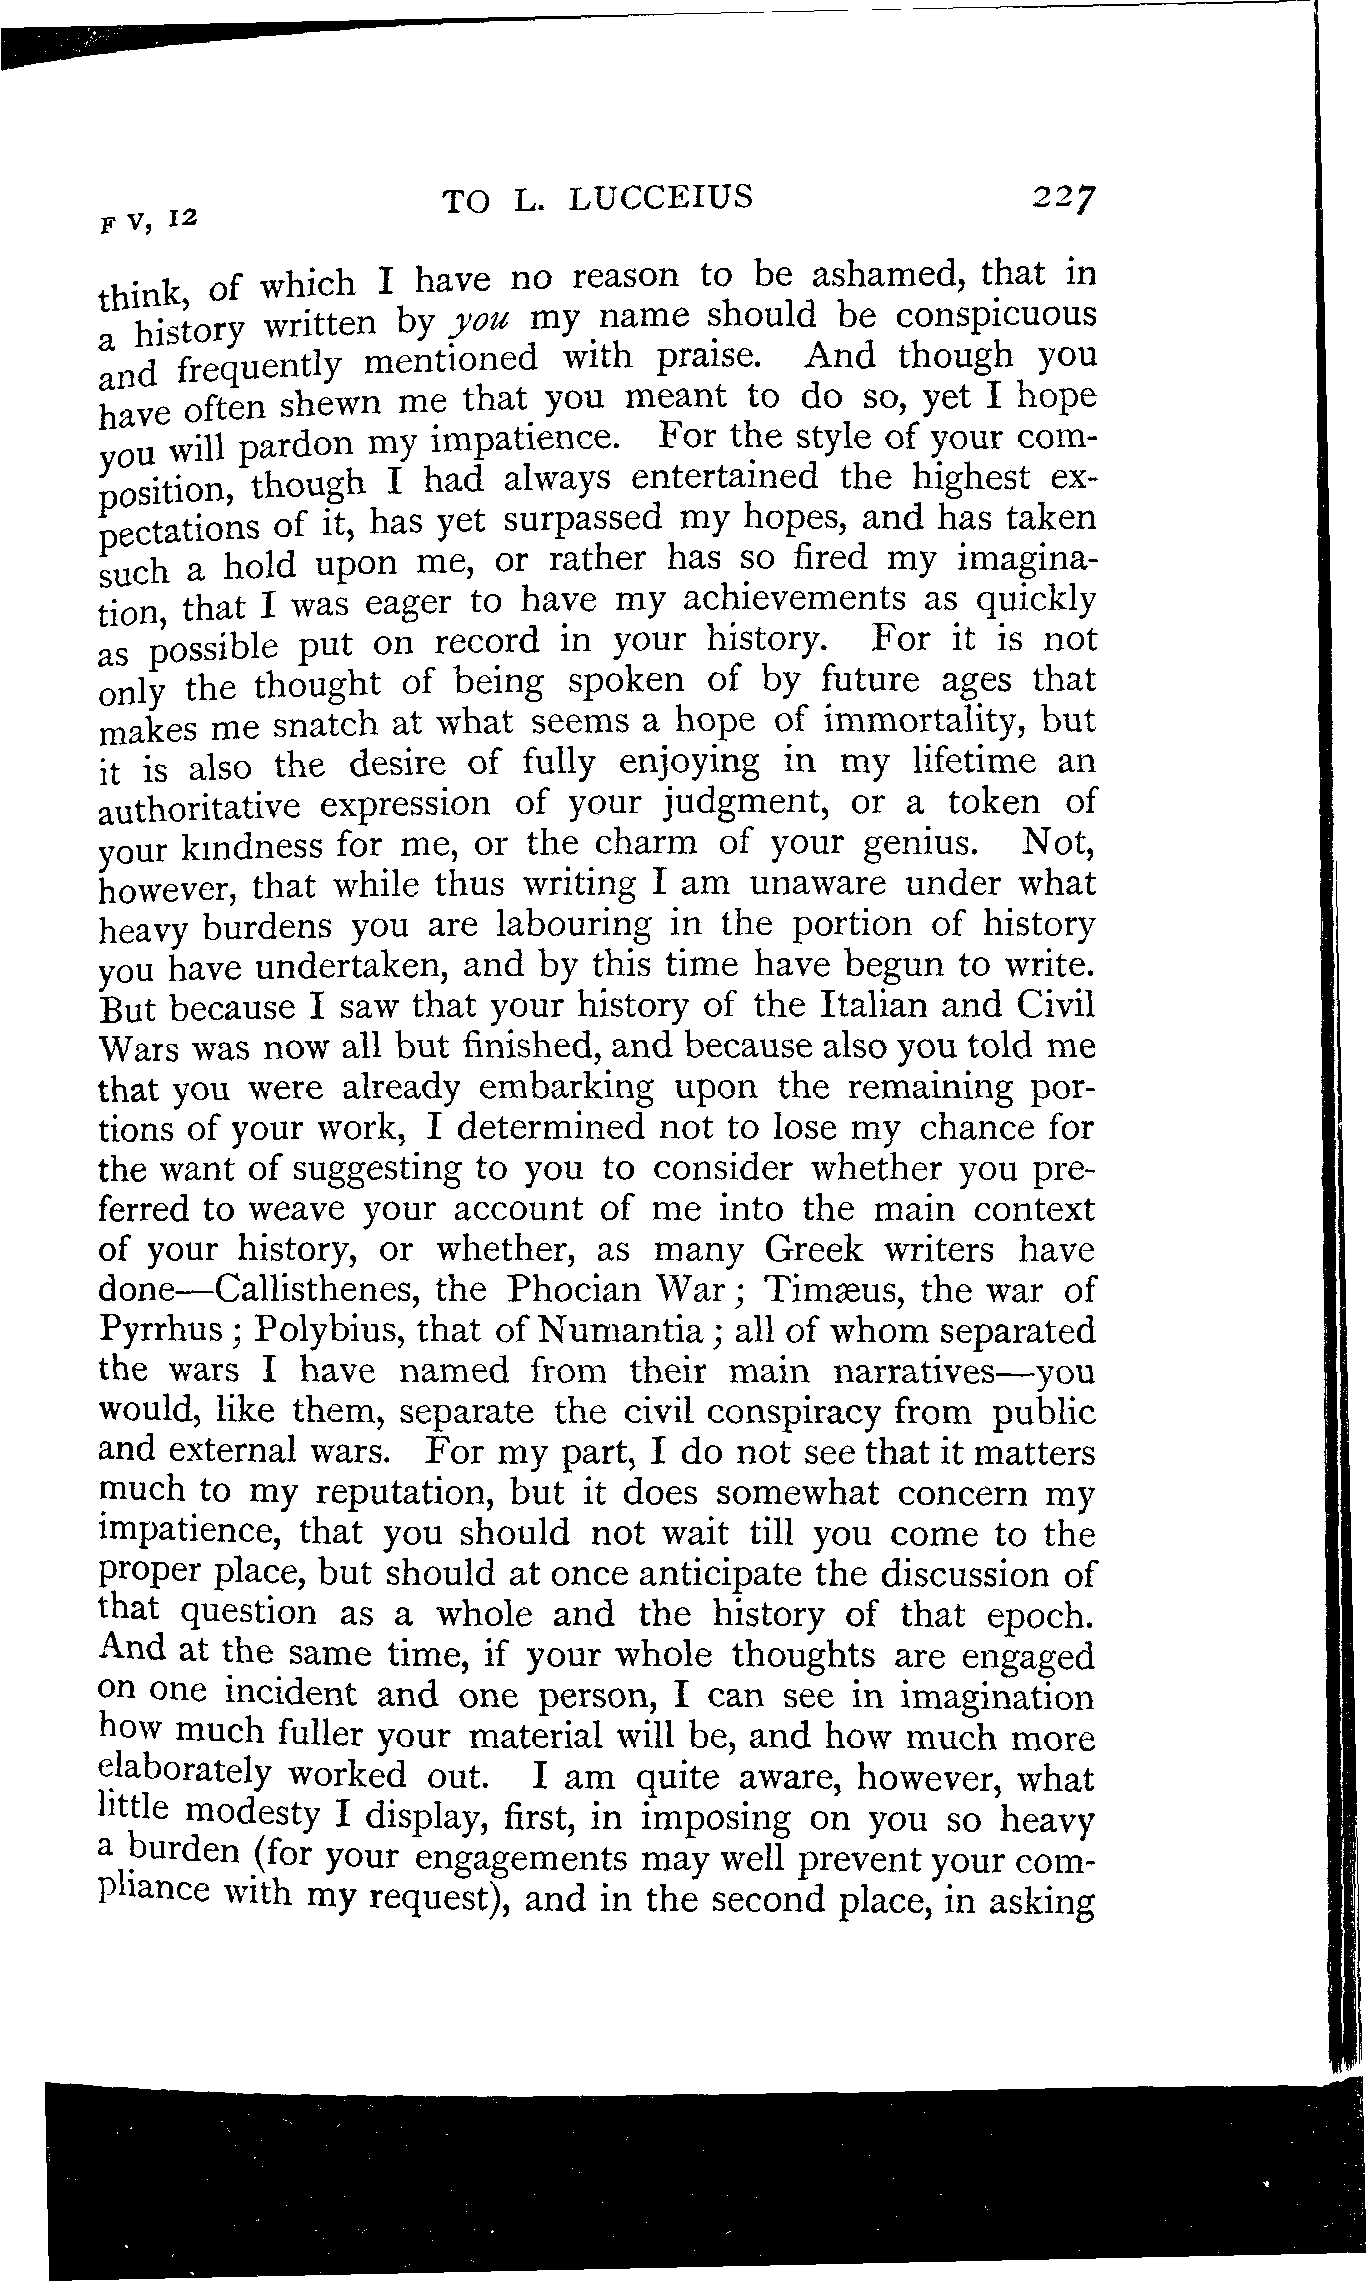 F V, 12 TO L. LUCCEIUS 227
think, of which I have no reason to be ashamed, that in
a history written by you my name should be conspicuous
and frequently mentioned with praise. And though you
have often shewn me that you meant to do so, yet I hope
you will pardon my impatience. For the style of your com-
position, though I had always entertained the highest ex-
pectations of it, has yet surpassed my hopes, and has taken
such a hold upon me, or rather has so fired my imagina-
tion, that I was eager to have my achievements as quickly
as possible put on record in your history. For it is not
only the thought of being spoken of by future ages that
makes me snatch at what seems a hope of immortality, but
it is also the desire of fully enjoying in my lifetime an
authoritative expression of your judgment, or a token of
your kindness for me, or the charm of your genius. Not,
however, that while thus writing I am unaware under what
heavy burdens you are labouring in the portion of history
you have undertaken, and by this time have begun to write.
But because I saw that your history of the Italian and Civil
Wars was now all but finished, and because also you told me
that you were already embarking upon the remaining por-
tions of your work, I determined not to lose my chance for
the want of suggesting to you to consider whether you pre-
ferred to weave your account of me into the main context
of your history, or whether, as many Greek writers have
done—Callisthenes, the Phocian War; Timæus, the war of
Pyrrhus; Polybius, that of Numantia; all of whom separated
the wars I have named from their main narratives—you
would, like them, separate the civil conspiracy from public
and external wars. For my part, I do not see that it matters
much to my reputation, but it does somewhat concern my
impatience, that you should not wait till you come to the
proper place, but should at once anticipate the discussion of
that question as a whole and the history of that epoch.
And at the same time, if your whole thoughts are engaged
on one incident and one person, I can see in imagination
how much fuller your material will be, and how much more
elaborately worked out. I am quite aware, however, what
little modesty I display, first, in imposing on you so heavy
a burden (for your engagements may well prevent your com-
pliance with my request), and in the second place, in asking